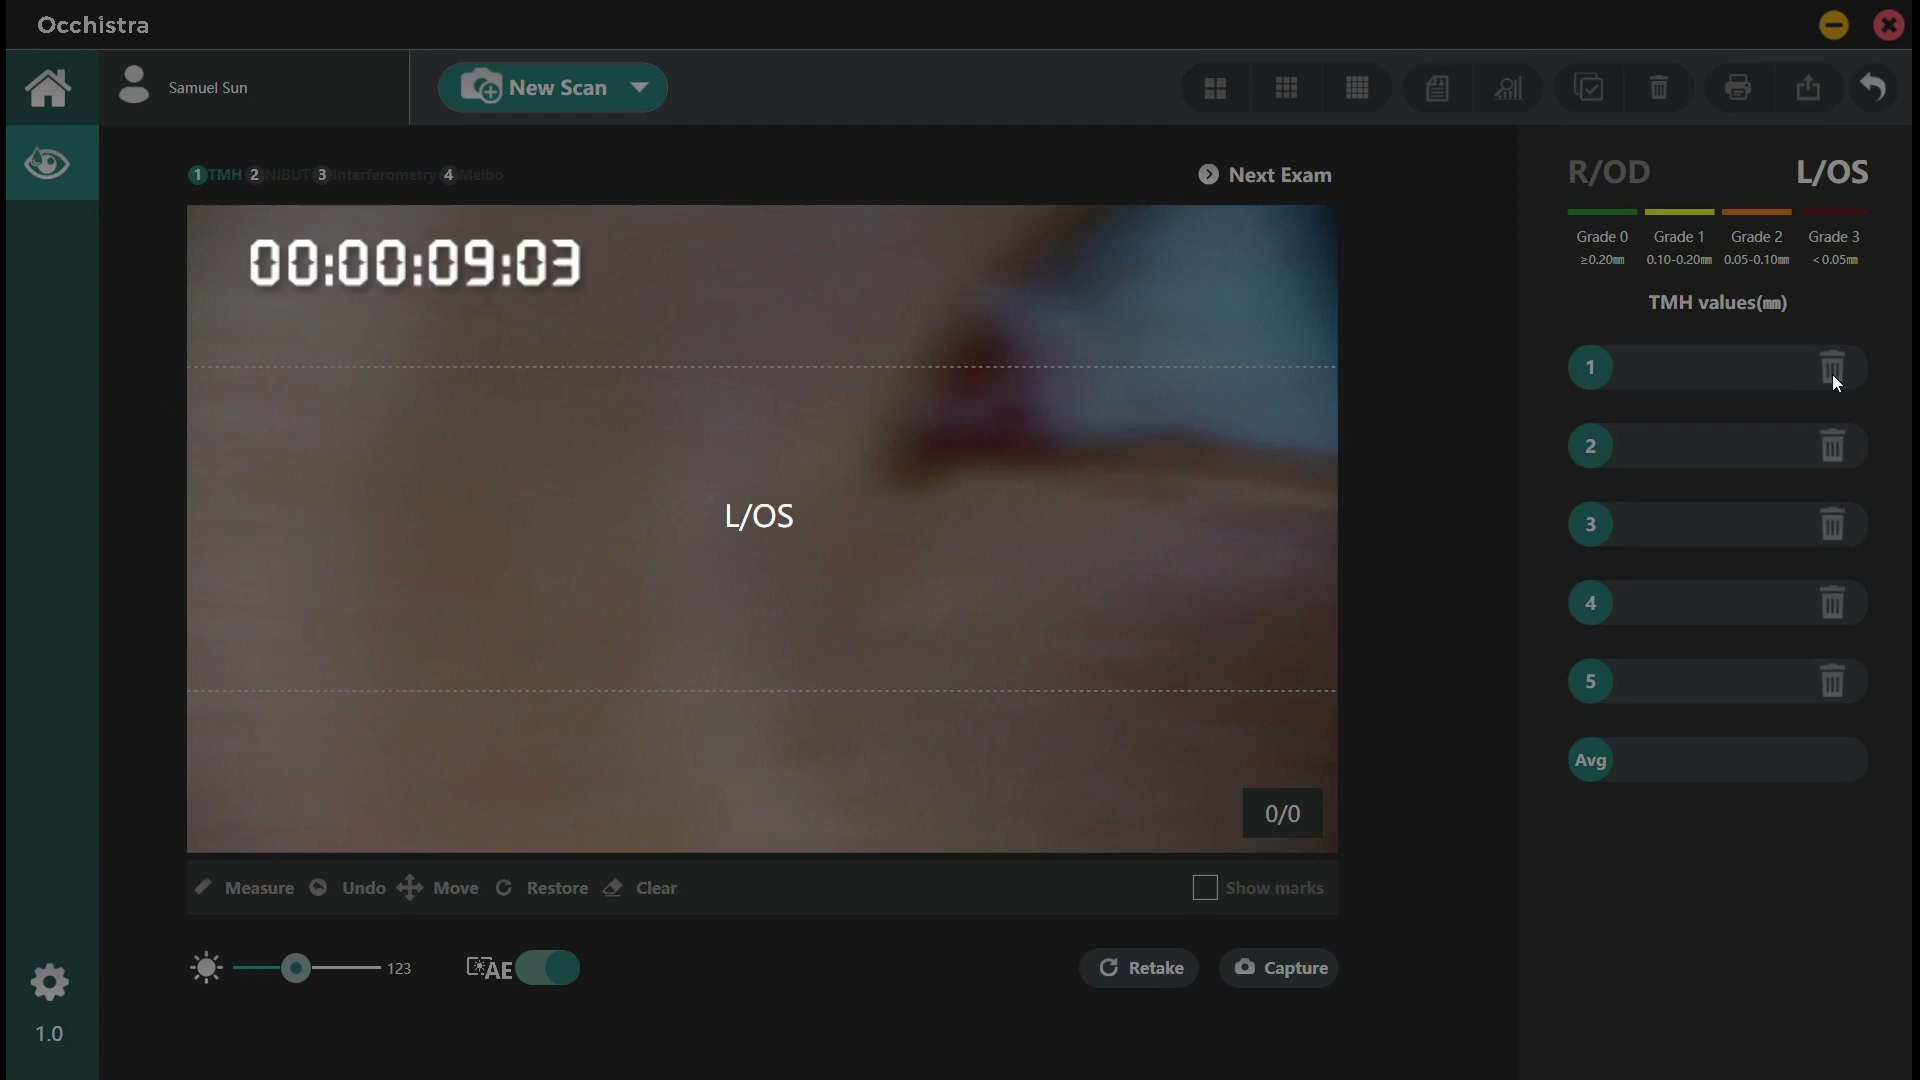 Occhistra
Samuel Sun
New Scan
1 TMH 2 NIBUT 3 Interferometry 4 Meibo
Next Exam
R/OD
L/OS
Grade 0
Grade 1
Grade 2
Grade 3
≥0.20㎜
0.10-0.20㎜
0.05-0.10㎜
<0.05㎜
TMH values(㎜)
00:00:09:03
L/OS
0/0
1
2
3
4
5
Avg
Measure
Undo
Move
Restore
Clear
Show marks
123
AE
Retake
Capture
1.0